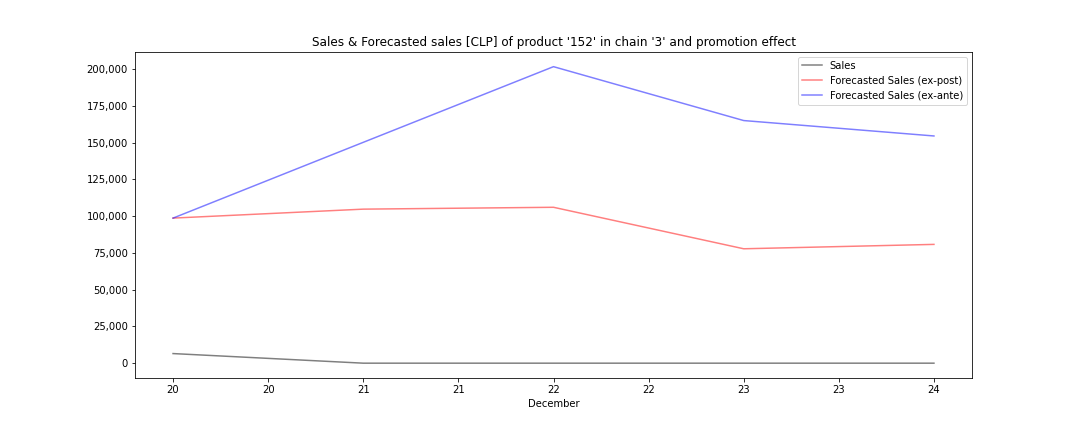 Sales & Forecasted sales [CLP] of product '152' in chain '3' and promotion effect
Sales
Forecasted Sales (ex-post)
Forecasted Sales (ex-ante)
200,000
175,000
150,000
125,000
100,000
75,000
50,000
25,000
0
20 20 21 21 22 22 23 23 24
December